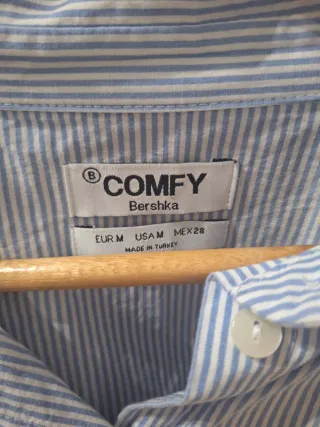 B COMFY
Bershka
EUR M USA M MEX 28
MADE IN TURKEY